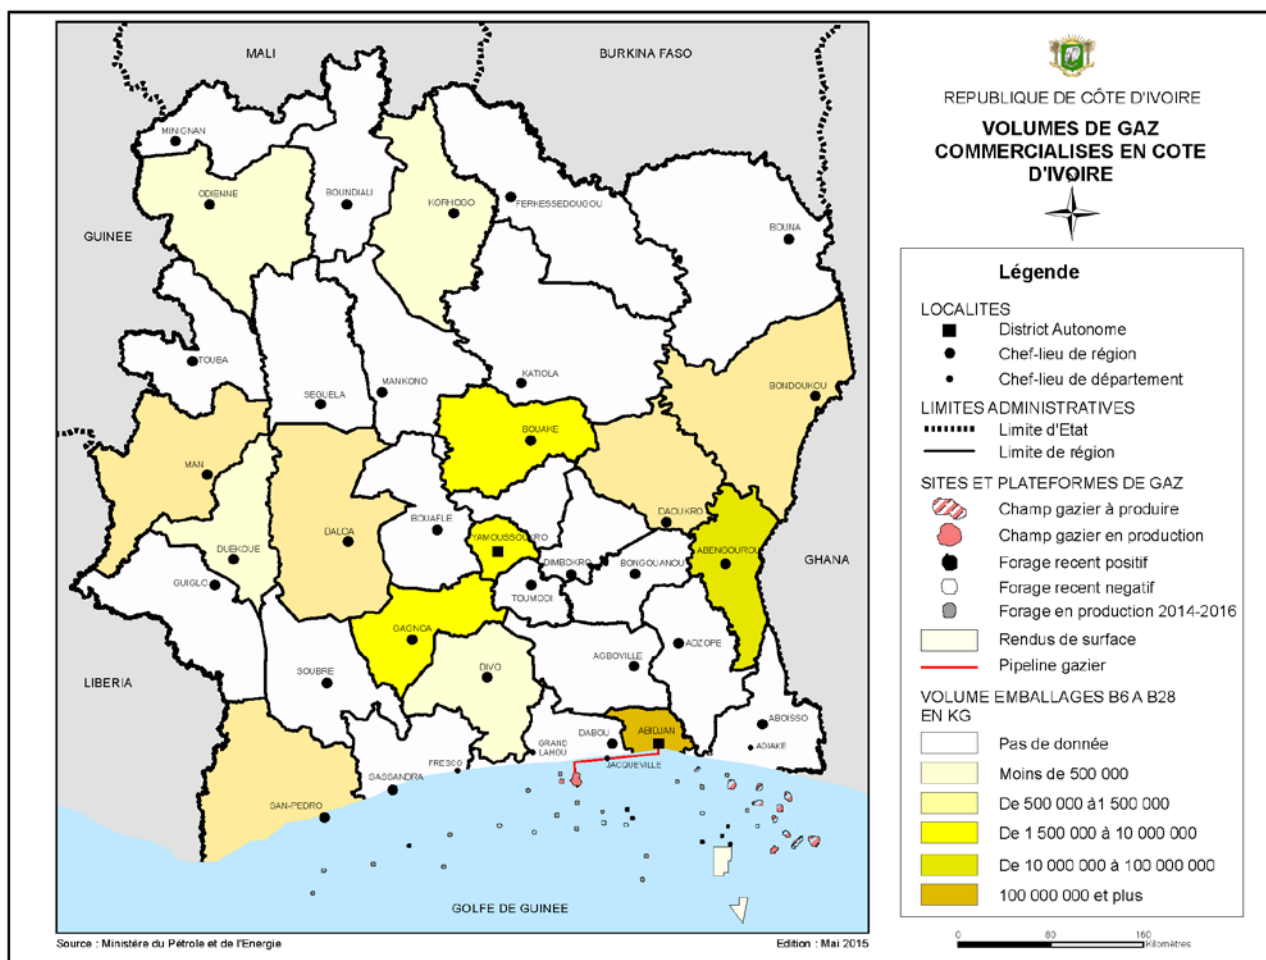 MALI
BURKINA FASO
MINIGNAN
ODIENNE
BOUNDIALI
KORHOGO
FERKESSEDOUGOU
BOUNA
GUINEE
TOUBA
SEGUELA
MANKONO
KATIOLA
BONDOUKOU
BOUAKE
MAN
DALOA
BOUAFLE
YAMOUSSOUKRO
DAOUKRO
ABENGOUROU
DUEKOUE
GUIGLO
DIMBOKRO
BONGOUANOU
TOUMODI
GHANA
GAGNOA
ADZOPE
AGBOVILLE
DIVO
SOUBRE
LIBERIA
ABOISSO
ADIAKE
ABIDJAN
DABOU
GRAND
LAHOU
JACQUEVILLE
FRESCO
SASSANDRA
SAN-PEDRO
GOLFE DE GUINEE
Source : Ministère du Pétrole et de l'Energie
Edition : Mai 2015
REPUBLIQUE DE CÔTE D'IVOIRE
VOLUMES DE GAZ
COMMERCIALISES EN COTE
D'IVOIRE
Légende
LOCALITES
District Autonome
Chef-lieu de région
Chef-lieu de département
LIMITES ADMINISTRATIVES
Limite d'Etat
Limite de région
SITES ET PLATEFORMES DE GAZ
Champ gazier à produire
Champ gazier en production
Forage recent positif
Forage recent negatif
Forage en production 2014-2016
Rendus de surface
Pipeline gazier
VOLUME EMBALLAGES B6 A B28
EN KG
Pas de donnée
Moins de 500 000
De 500 000 à1 500 000
De 1 500 000 à 10 000 000
De 10 000 000 à 100 000 000
100 000 000 et plus
0 80 160
Kilomètres